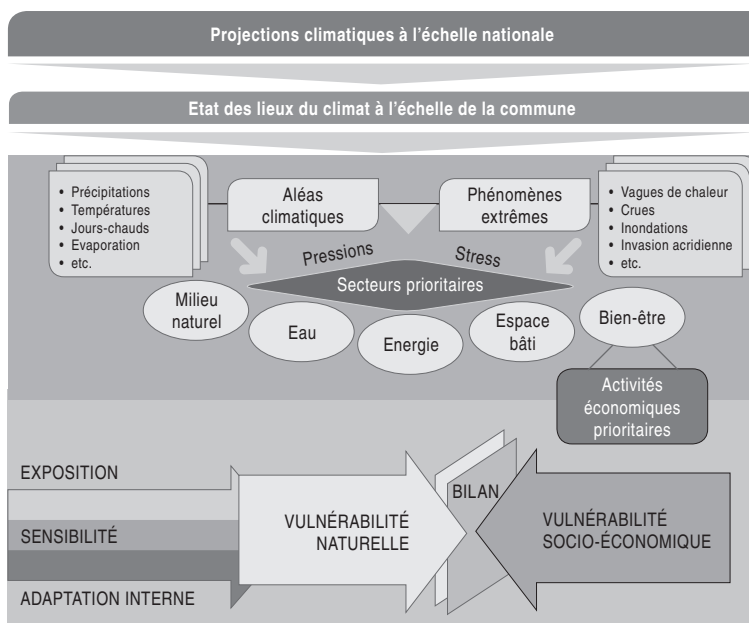 Projections climatiques à l'échelle nationale
Etat des lieux du climat à l'échelle de la commune
• Précipitations
• Températures
• Jours-chauds
• Evaporation
• etc.
Aléas
climatiques
Phénomènes
extrêmes
• Vagues de chaleur
• Crues
• Inondations
• Invasion acridienne
• etc.
Pressions
Stress
Secteurs prioritaires
Milieu
naturel
Eau
Energie
Espace
bâti
Bien-être
Activités
économiques
prioritaires
EXPOSITION
SENSIBILITÉ
ADAPTATION INTERNE
VULNÉRABILITÉ
NATURELLE
BILAN
VULNÉRABILITÉ
SOCIO-ÉCONOMIQUE